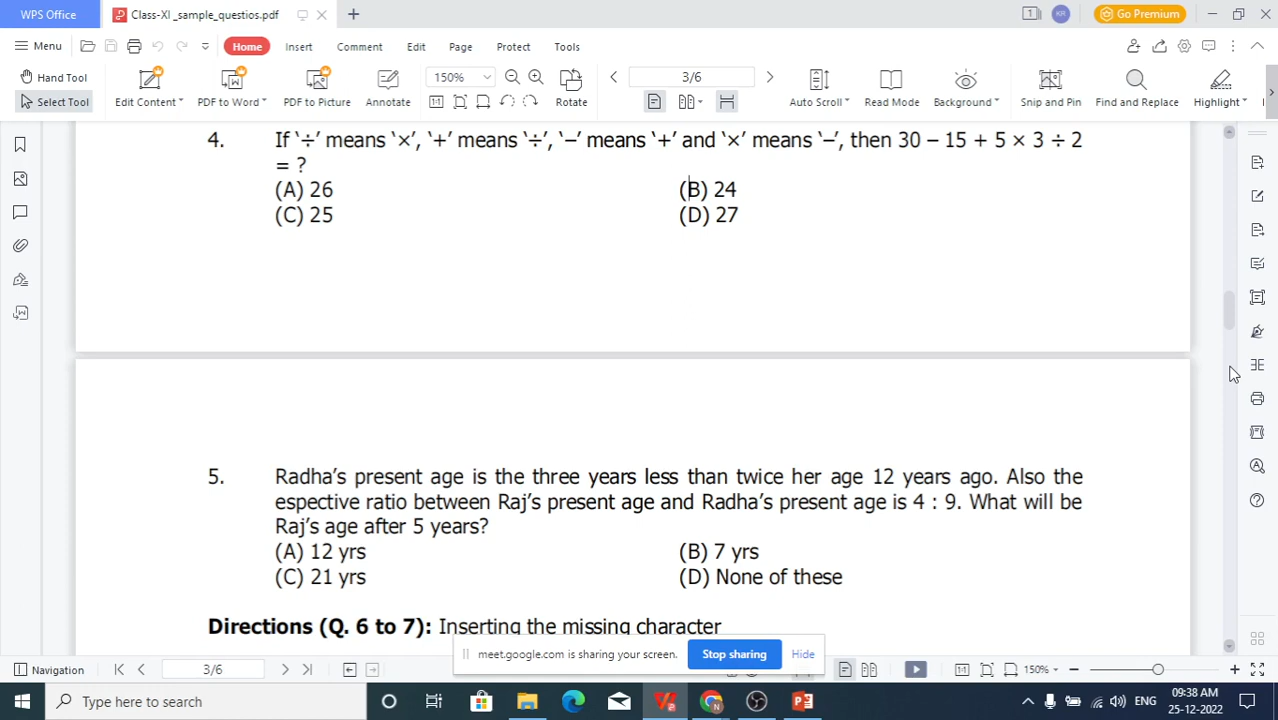 WPS Office
Class-XI _sample_questios.pdf
1
KR
Go Premium
Menu
Home
Insert
Comment
Edit
Page
Protect
Tools
Hand Tool
Select Tool
Edit Content
PDF to Word
PDF to Picture
Annotate
150%
Rotate
3/6
Auto Scroll
Read Mode
Background
Snip and Pin
Find and Replace
Highlight
4. If ‘÷’ means ‘×’, ‘+’ means ‘÷’, ‘−’ means ‘+’ and ‘×’ means ‘−’, then 30 − 15 + 5 × 3 ÷ 2
= ?
(A) 26 (B) 24
(C) 25 (D) 27
5. Radha’s present age is the three years less than twice her age 12 years ago. Also the
espective ratio between Raj’s present age and Radha’s present age is 4 : 9. What will be
Raj’s age after 5 years?
(A) 12 yrs (B) 7 yrs
(C) 21 yrs (D) None of these
Directions (Q. 6 to 7): Inserting the missing character
meet.google.com is sharing your screen. Stop sharing Hide
Navigation
3/6
150%
Type here to search
ENG
09:38 AM
25-12-2022